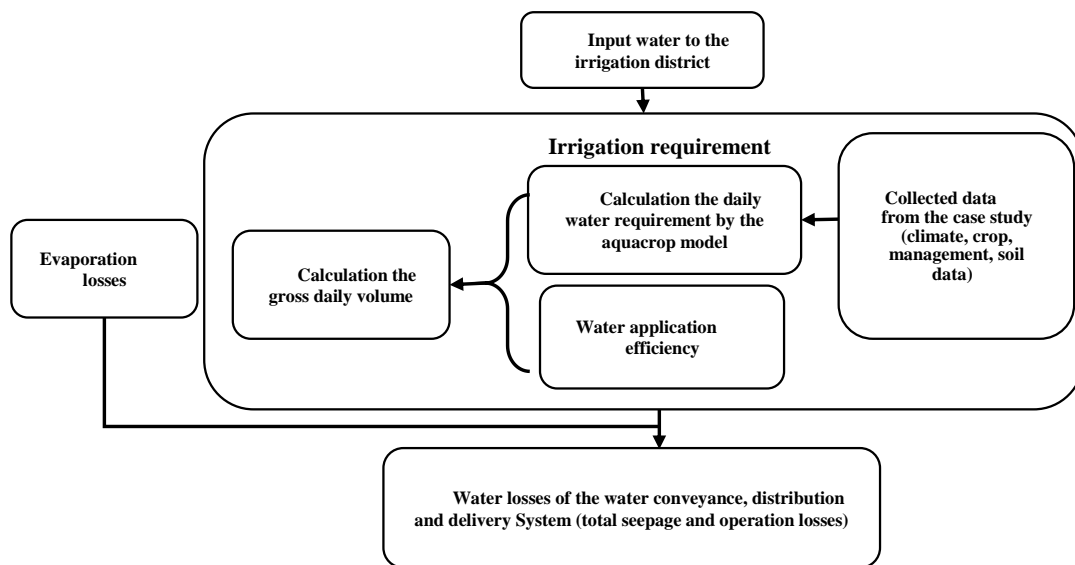 Input water to the
irrigation district
Irrigation requirement
Calculation the daily
water requirement by the
aquacrop model
Collected data
from the case study
(climate, crop,
management, soil
data)
Evaporation
losses
Calculation the
gross daily volume
Water application
efficiency
Water losses of the water conveyance, distribution
and delivery System (total seepage and operation losses)